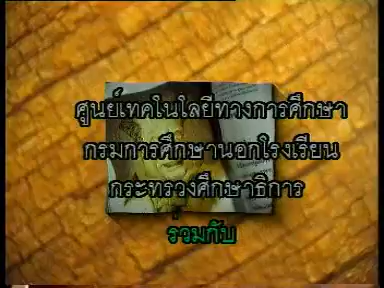 ศูนย์เทคโนโลยีทางการศึกษา
กรมการศึกษานอกโรงเรียน
กระทรวงศึกษาธิการ
ร่วมกับ